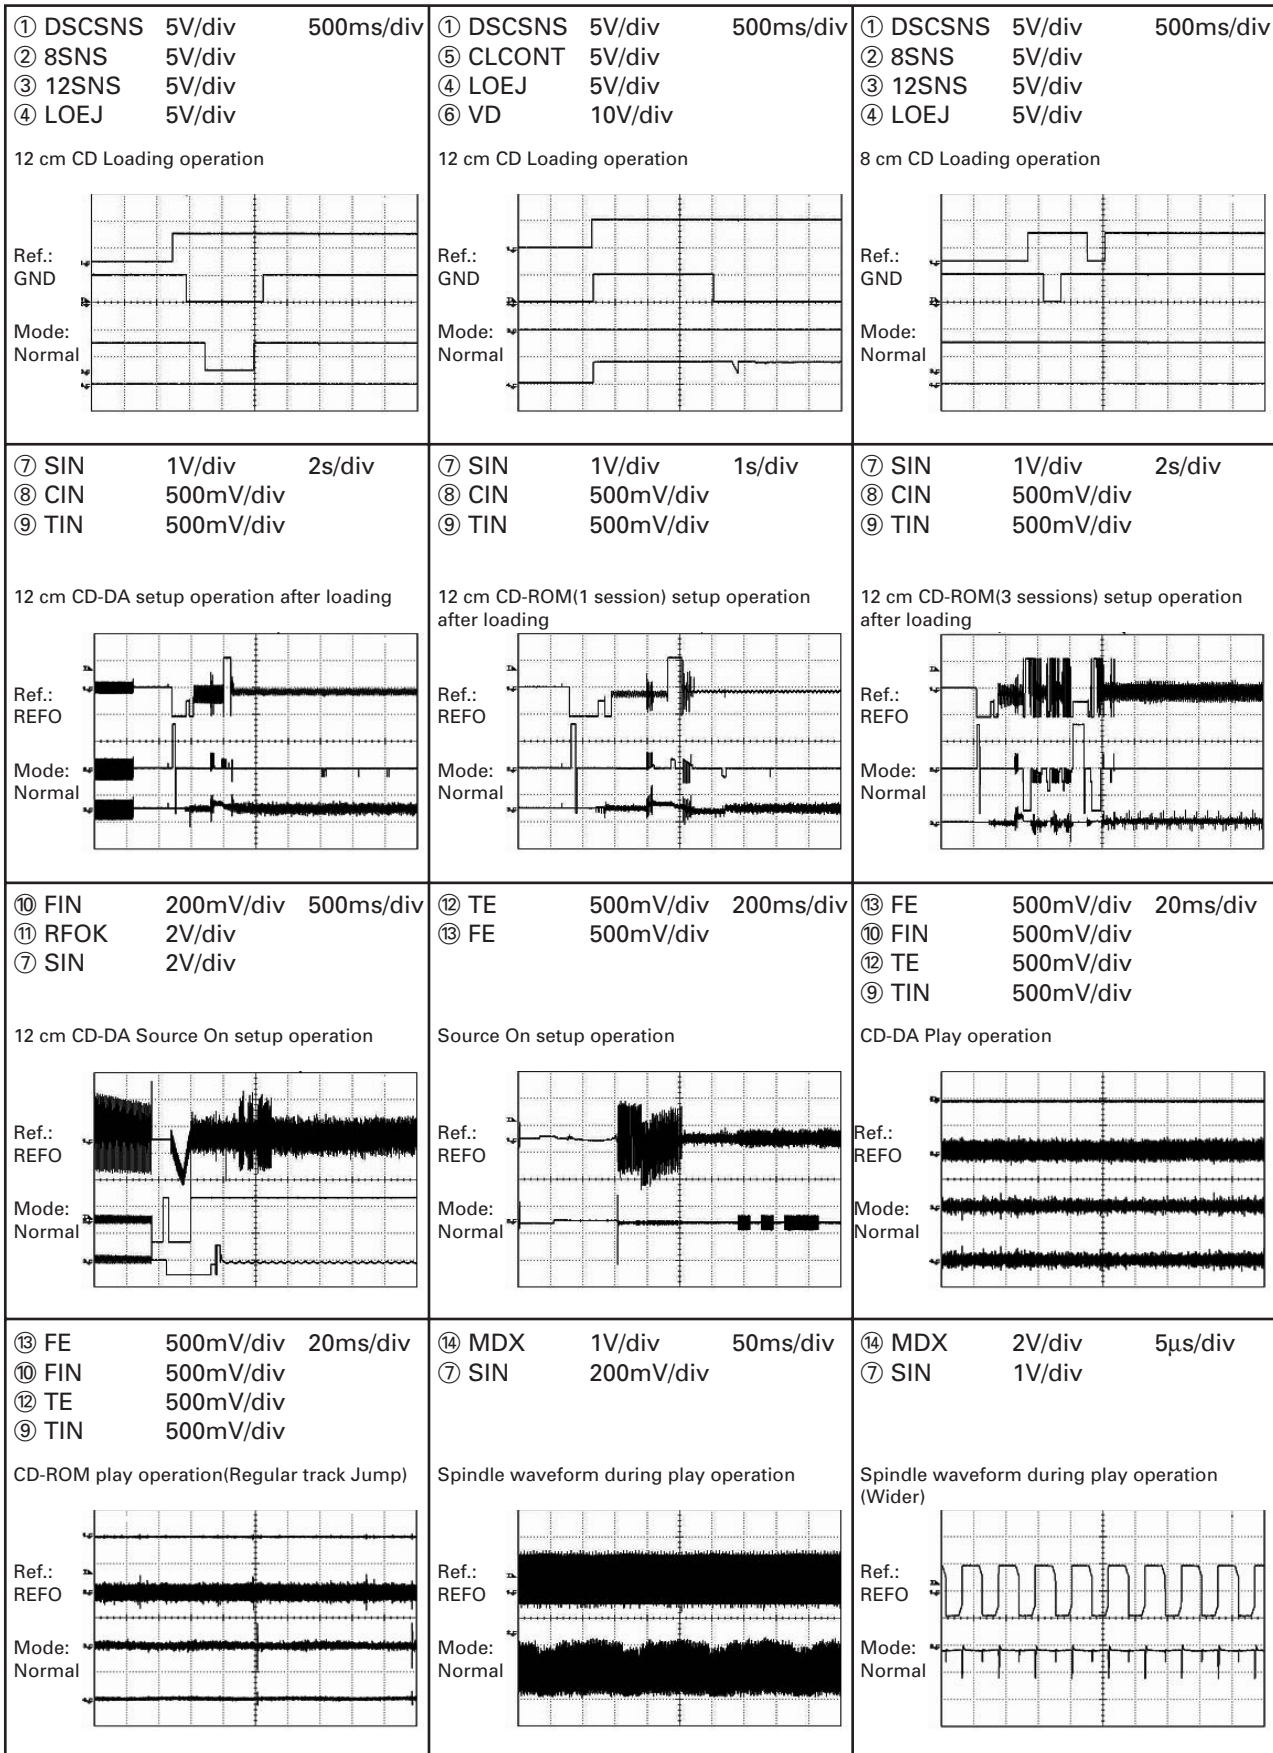 ① DSCSNS 5V/div 500ms/div
② 8SNS 5V/div
③ 12SNS 5V/div
④ LOEJ 5V/div
12 cm CD Loading operation
Ref.:
GND
Mode:
Normal
① DSCSNS 5V/div 500ms/div
⑤ CLCONT 5V/div
④ LOEJ 5V/div
⑥ VD 10V/div
12 cm CD Loading operation
Ref.:
GND
Mode:
Normal
① DSCSNS 5V/div 500ms/div
② 8SNS 5V/div
③ 12SNS 5V/div
④ LOEJ 5V/div
8 cm CD Loading operation
Ref.:
GND
Mode:
Normal
⑦ SIN 1V/div 2s/div
⑧ CIN 500mV/div
⑨ TIN 500mV/div
12 cm CD-DA setup operation after loading
Ref.:
REFO
Mode:
Normal
⑦ SIN 1V/div 1s/div
⑧ CIN 500mV/div
⑨ TIN 500mV/div
12 cm CD-ROM(1 session) setup operation
after loading
Ref.:
REFO
Mode:
Normal
⑦ SIN 1V/div 2s/div
⑧ CIN 500mV/div
⑨ TIN 500mV/div
12 cm CD-ROM(3 sessions) setup operation
after loading
Ref.:
REFO
Mode:
Normal
⑩ FIN 200mV/div 500ms/div
⑪ RFOK 2V/div
⑦ SIN 2V/div
12 cm CD-DA Source On setup operation
Ref.:
REFO
Mode:
Normal
⑫ TE 500mV/div 200ms/div
⑬ FE 500mV/div
Source On setup operation
Ref.:
REFO
Mode:
Normal
⑬ FE 500mV/div 20ms/div
⑩ FIN 500mV/div
⑫ TE 500mV/div
⑨ TIN 500mV/div
CD-DA Play operation
Ref.:
REFO
Mode:
Normal
⑬ FE 500mV/div 20ms/div
⑩ FIN 500mV/div
⑫ TE 500mV/div
⑨ TIN 500mV/div
CD-ROM play operation(Regular track Jump)
Ref.:
REFO
Mode:
Normal
⑭ MDX 1V/div 50ms/div
⑦ SIN 200mV/div
Spindle waveform during play operation
Ref.:
REFO
Mode:
Normal
⑭ MDX 2V/div 5µs/div
⑦ SIN 1V/div
Spindle waveform during play operation
(Wider)
Ref.:
REFO
Mode:
Normal